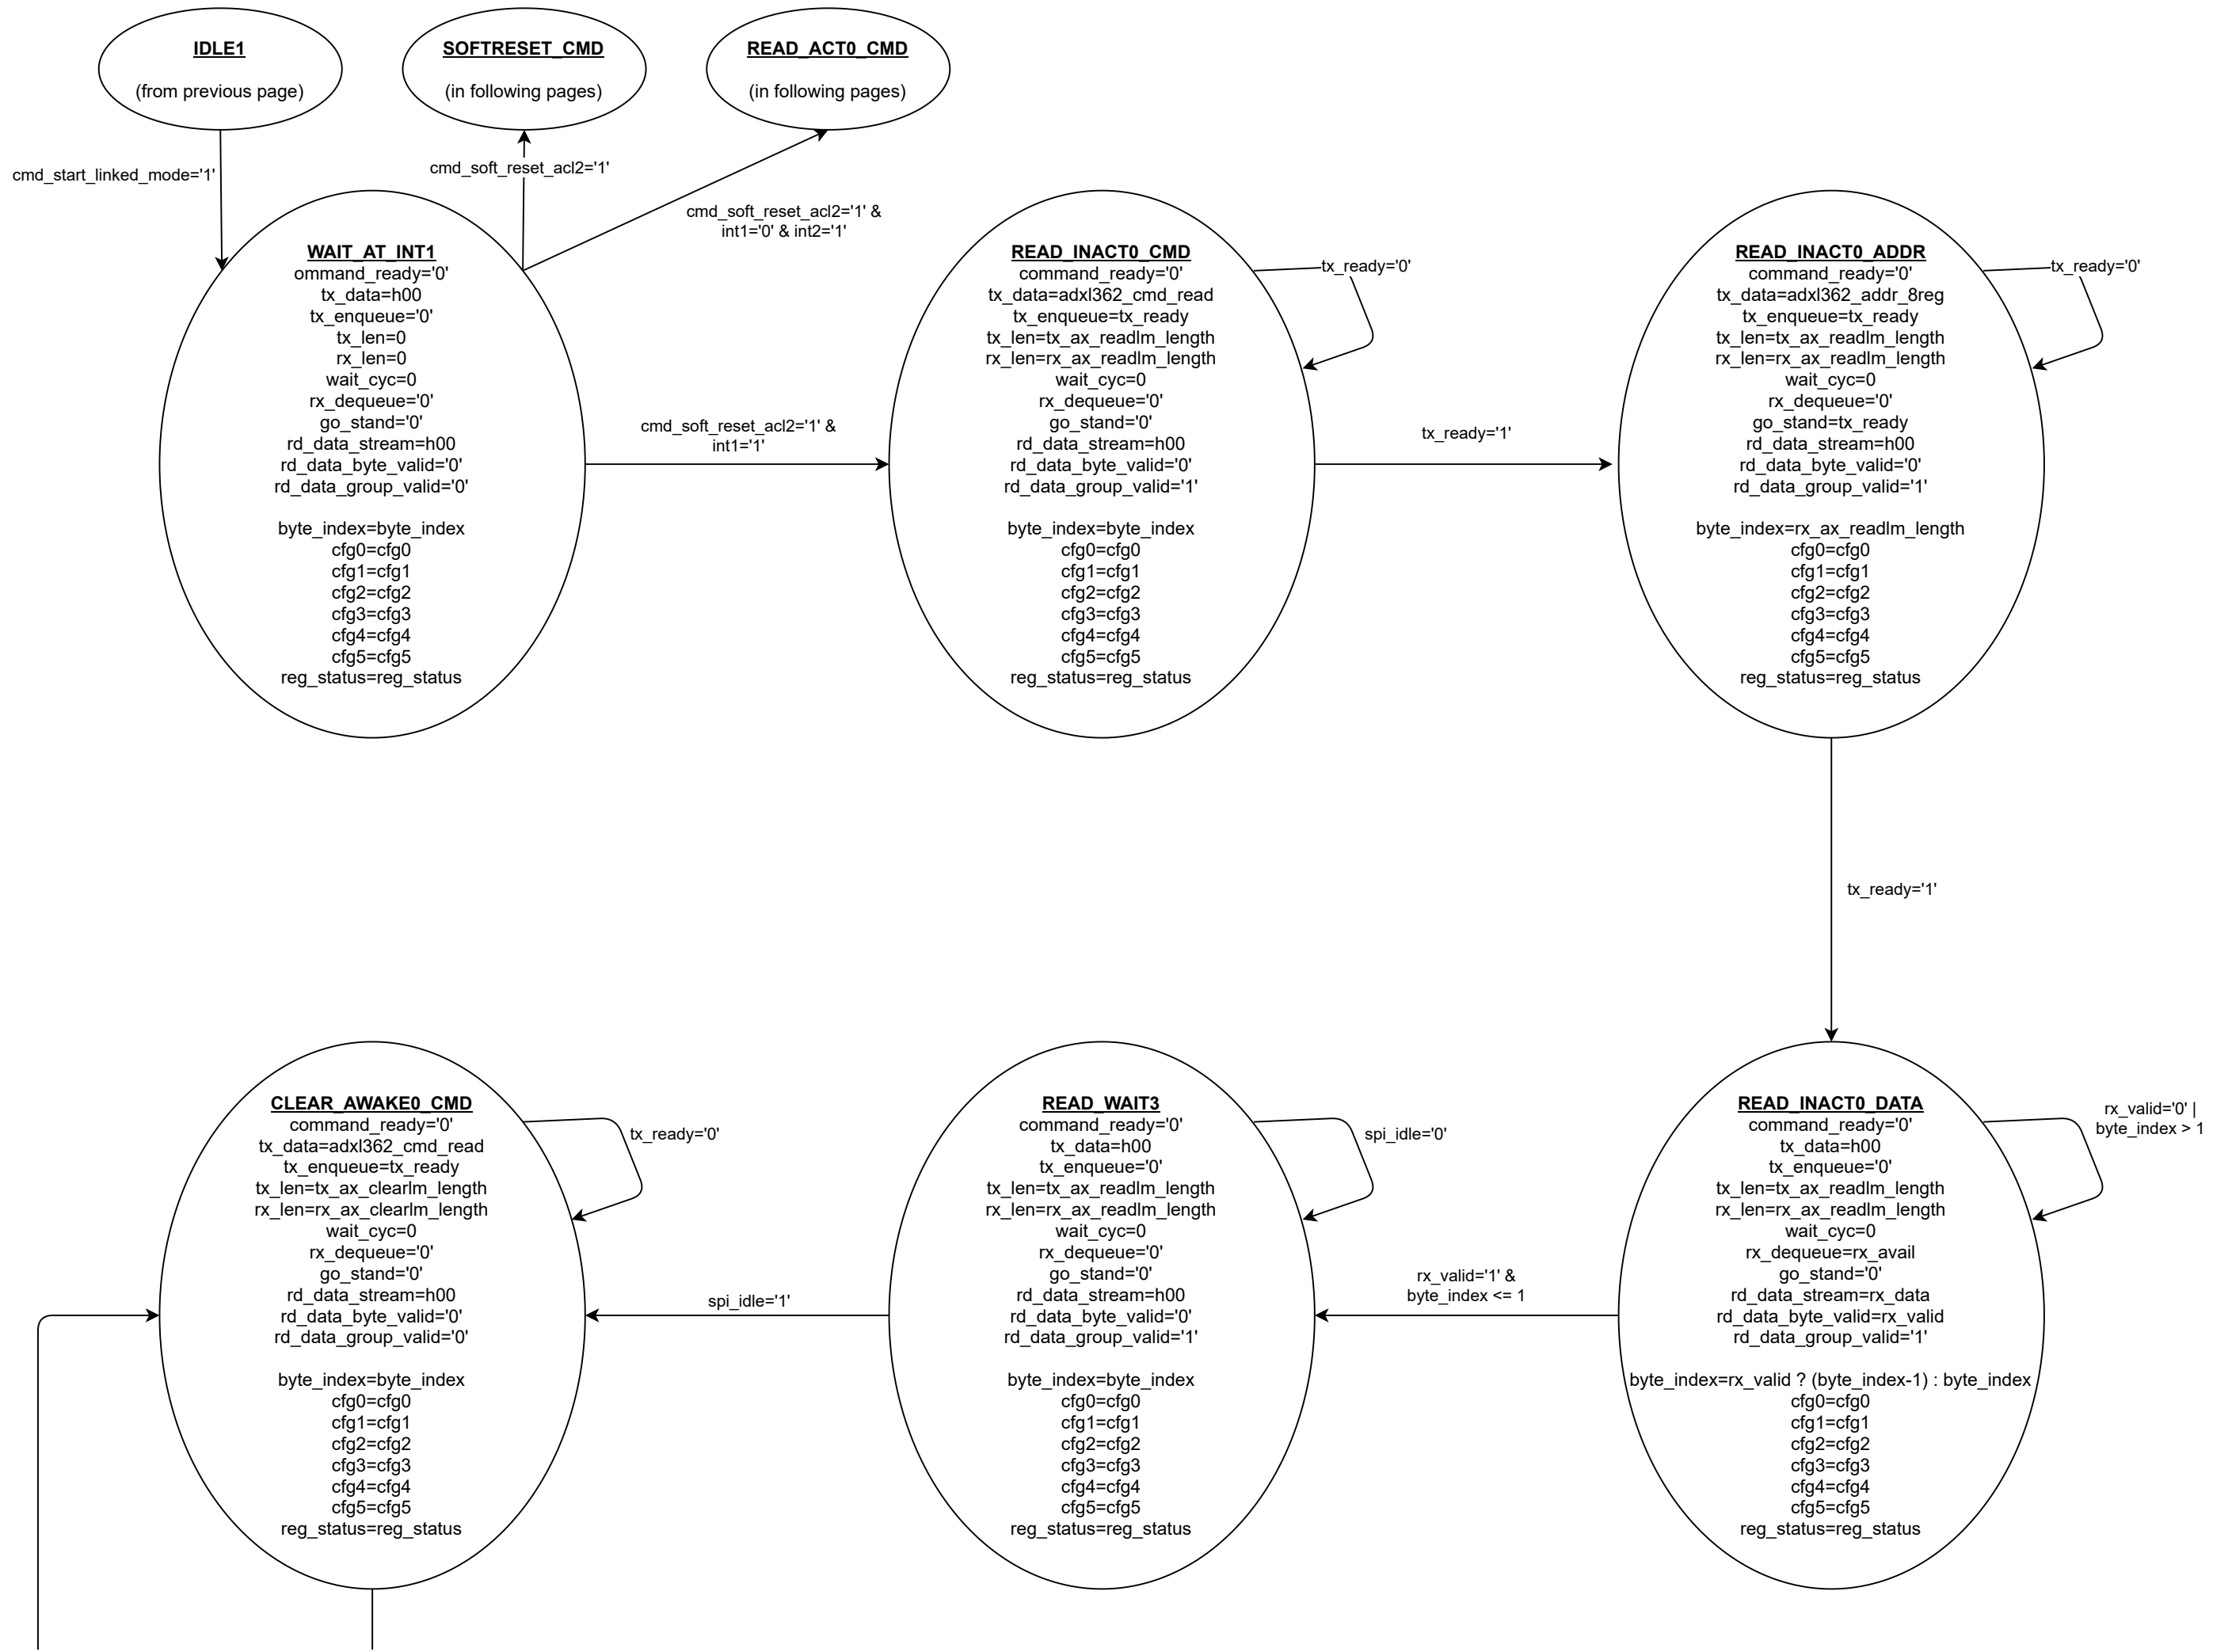 IDLE1
(from previous page)
SOFTRESET_CMD
(in following pages)
READ_ACT0_CMD
(in following pages)
cmd_start_linked_mode='1'
cmd_soft_reset_acl2='1'
cmd_soft_reset_acl2='1' &
int1='0' & int2='1'
WAIT_AT_INT1
ommand_ready='0'
tx_data=h00
tx_enqueue='0'
tx_len=0
rx_len=0
wait_cyc=0
rx_dequeue='0'
go_stand='0'
rd_data_stream=h00
rd_data_byte_valid='0'
rd_data_group_valid='0'
byte_index=byte_index
cfg0=cfg0
cfg1=cfg1
cfg2=cfg2
cfg3=cfg3
cfg4=cfg4
cfg5=cfg5
reg_status=reg_status
cmd_soft_reset_acl2='1' &
int1='1'
READ_INACT0_CMD
command_ready='0'
tx_data=adxl362_cmd_read
tx_enqueue=tx_ready
tx_len=tx_ax_readlm_length
rx_len=rx_ax_readlm_length
wait_cyc=0
rx_dequeue='0'
go_stand='0'
rd_data_stream=h00
rd_data_byte_valid='0'
rd_data_group_valid='1'
byte_index=byte_index
cfg0=cfg0
cfg1=cfg1
cfg2=cfg2
cfg3=cfg3
cfg4=cfg4
cfg5=cfg5
reg_status=reg_status
tx_ready='0'
tx_ready='1'
READ_INACT0_ADDR
command_ready='0'
tx_data=adxl362_addr_8reg
tx_enqueue=tx_ready
tx_len=tx_ax_readlm_length
rx_len=rx_ax_readlm_length
wait_cyc=0
rx_dequeue='0'
go_stand=tx_ready
rd_data_stream=h00
rd_data_byte_valid='0'
rd_data_group_valid='1'
byte_index=rx_ax_readlm_length
cfg0=cfg0
cfg1=cfg1
cfg2=cfg2
cfg3=cfg3
cfg4=cfg4
cfg5=cfg5
reg_status=reg_status
tx_ready='0'
tx_ready='1'
CLEAR_AWAKE0_CMD
command_ready='0'
tx_data=adxl362_cmd_read
tx_enqueue=tx_ready
tx_len=tx_ax_clearlm_length
rx_len=rx_ax_clearlm_length
wait_cyc=0
rx_dequeue='0'
go_stand='0'
rd_data_stream=h00
rd_data_byte_valid='0'
rd_data_group_valid='0'
byte_index=byte_index
cfg0=cfg0
cfg1=cfg1
cfg2=cfg2
cfg3=cfg3
cfg4=cfg4
cfg5=cfg5
reg_status=reg_status
tx_ready='0'
spi_idle='1'
READ_WAIT3
command_ready='0'
tx_data=h00
tx_enqueue='0'
tx_len=tx_ax_readlm_length
rx_len=rx_ax_readlm_length
wait_cyc=0
rx_dequeue='0'
go_stand='0'
rd_data_stream=h00
rd_data_byte_valid='0'
rd_data_group_valid='1'
byte_index=byte_index
cfg0=cfg0
cfg1=cfg1
cfg2=cfg2
cfg3=cfg3
cfg4=cfg4
cfg5=cfg5
reg_status=reg_status
spi_idle='0'
rx_valid='1' &
byte_index <= 1
READ_INACT0_DATA
command_ready='0'
tx_data=h00
tx_enqueue='0'
tx_len=tx_ax_readlm_length
rx_len=rx_ax_readlm_length
wait_cyc=0
rx_dequeue=rx_avail
go_stand='0'
rd_data_stream=rx_data
rd_data_byte_valid=rx_valid
rd_data_group_valid='1'
byte_index=rx_valid ? (byte_index-1) : byte_index
cfg0=cfg0
cfg1=cfg1
cfg2=cfg2
cfg3=cfg3
cfg4=cfg4
cfg5=cfg5
reg_status=reg_status
rx_valid='0' |
byte_index > 1